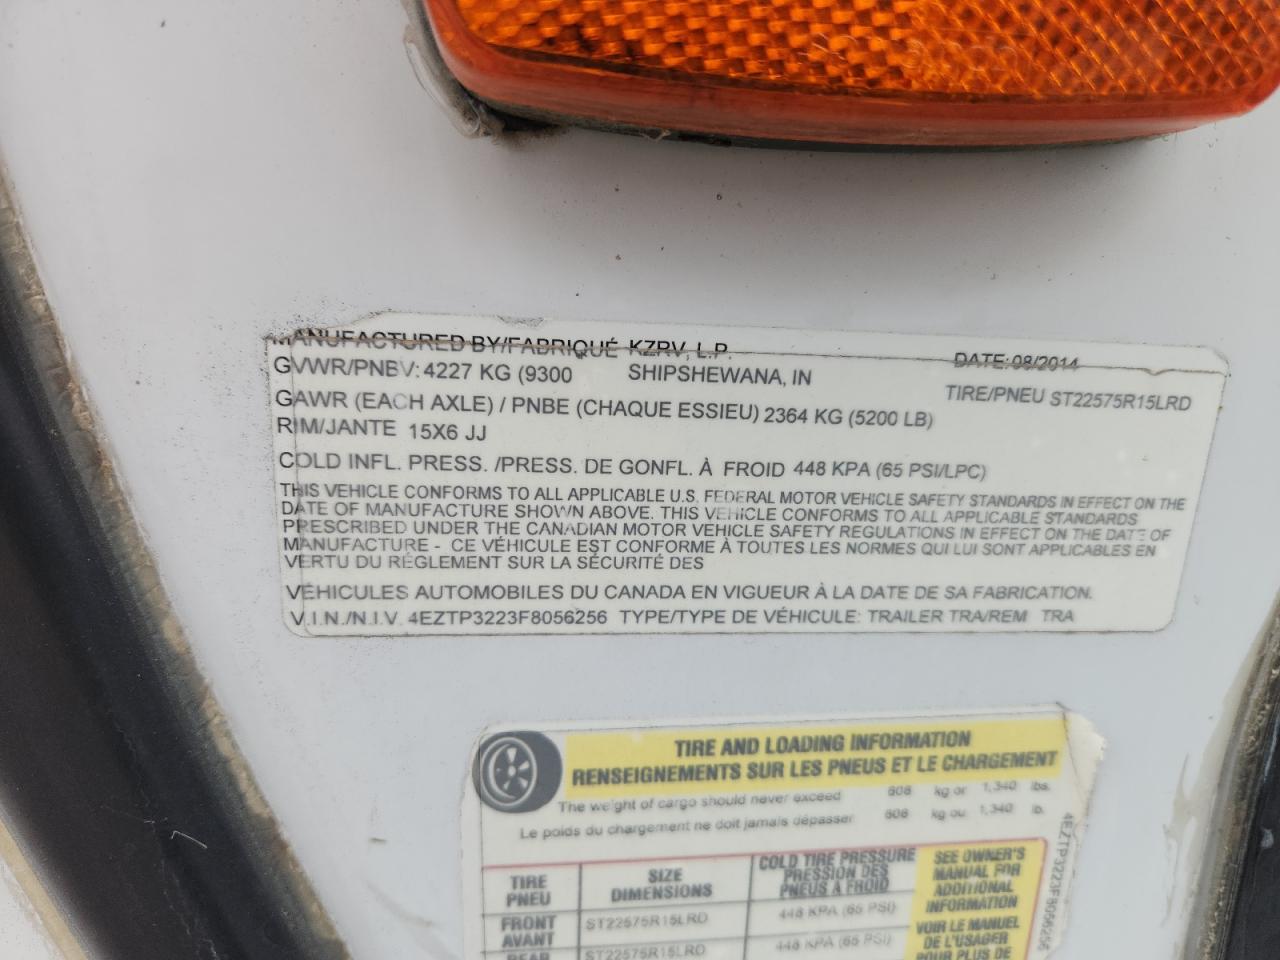 MANUFACTURED BY/FABRIQUÉ KZRV, L.P. DATE: 08/2014
GVWR/PNBV: 4227 KG (9300 SHIPSHEWANA, IN TIRE/PNEU ST22575R15LRD
GAWR (EACH AXLE) / PNBE (CHAQUE ESSIEU) 2364 KG (5200 LB)
RIM/JANTE 15X6 JJ
COLD INFL. PRESS. /PRESS. DE GONFL. À FROID 448 KPA (65 PSI/LPC)
THIS VEHICLE CONFORMS TO ALL APPLICABLE U.S. FEDERAL MOTOR VEHICLE SAFETY STANDARDS IN EFFECT ON THE
DATE OF MANUFACTURE SHOWN ABOVE. THIS VEHICLE CONFORMS TO ALL APPLICABLE STANDARDS
PRESCRIBED UNDER THE CANADIAN MOTOR VEHICLE SAFETY REGULATIONS IN EFFECT ON THE DATE OF
MANUFACTURE - CE VÉHICULE EST CONFORME À TOUTES LES NORMES QUI LUI SONT APPLICABLES EN
VERTU DU RÉGLEMENT SUR LA SÉCURITÉ DES
VÉHICULES AUTOMOBILES DU CANADA EN VIGUEUR À LA DATE DE SA FABRICATION.
V.I.N./N.I.V. 4EZTP3223F8056256 TYPE/TYPE DE VÉHICULE: TRAILER TRA/REM TRA
TIRE AND LOADING INFORMATION
RENSEIGNEMENTS SUR LES PNEUS ET LE CHARGEMENT
The weight of cargo should never exceed 608 kg or 1,340 lbs.
Le poids du chargement ne doit jamais dépasser 608 kg ou 1,340 lb.
4EZTP3223F8056256
TIRE
PNEU
SIZE
DIMENSIONS
COLD TIRE PRESSURE
PRESSION DES
PNEUS A FROID
SEE OWNER'S
MANUAL FOR
ADDITIONAL
INFORMATION
FRONT
AVANT
ST22575R15LRD
448 KPA (65 PSI)
VOIR LE MANUEL
DE L'USAGER
POUR PLUS DE
REAR
ST22575R15LRD
448 KPA (65 PSI)